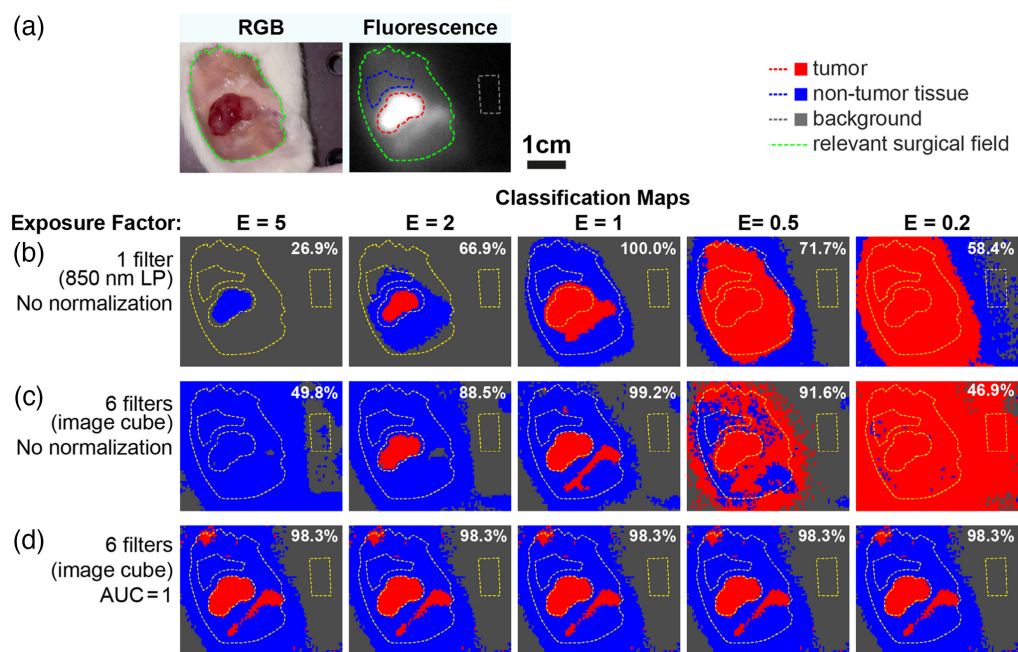 (a)
RGB
Fluorescence
tumor
non-tumor tissue
background
relevant surgical field
1cm
Classification Maps
Exposure Factor:
E = 5
E = 2
E = 1
E= 0.5
E = 0.2
(b)
1 filter
(850 nm LP)
No normalization
26.9%
66.9%
100.0%
71.7%
58.4%
(c)
6 filters
(image cube)
No normalization
49.8%
88.5%
99.2%
91.6%
46.9%
(d)
6 filters
(image cube)
AUC = 1
98.3%
98.3%
98.3%
98.3%
98.3%